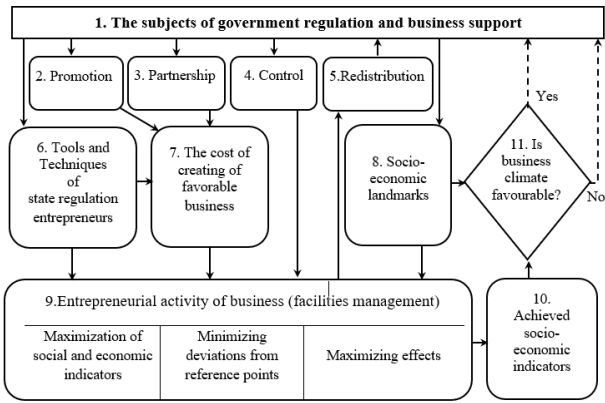 1. The subjects of government regulation and business support
2. Promotion
3. Partnership
4. Control
5.Redistribution
Yes
6. Tools and
Techniques
of
state regulation
entrepreneurs
7. The cost of
creating of
favorable
business
8. Socio-
economic
landmarks
11. Is
business
climate
favourable?
No
9.Entrepreneurial activity of business (facilities management)
Maximization of
social and economic
indicators
Minimizing
deviations from
reference points
Maximizing effects
10.
Achieved
socio-
economic
indicators